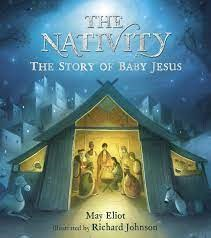 THE
NATIVITY
THE STORY OF BABY JESUS
May Eliot
illustrated by Richard Johnson